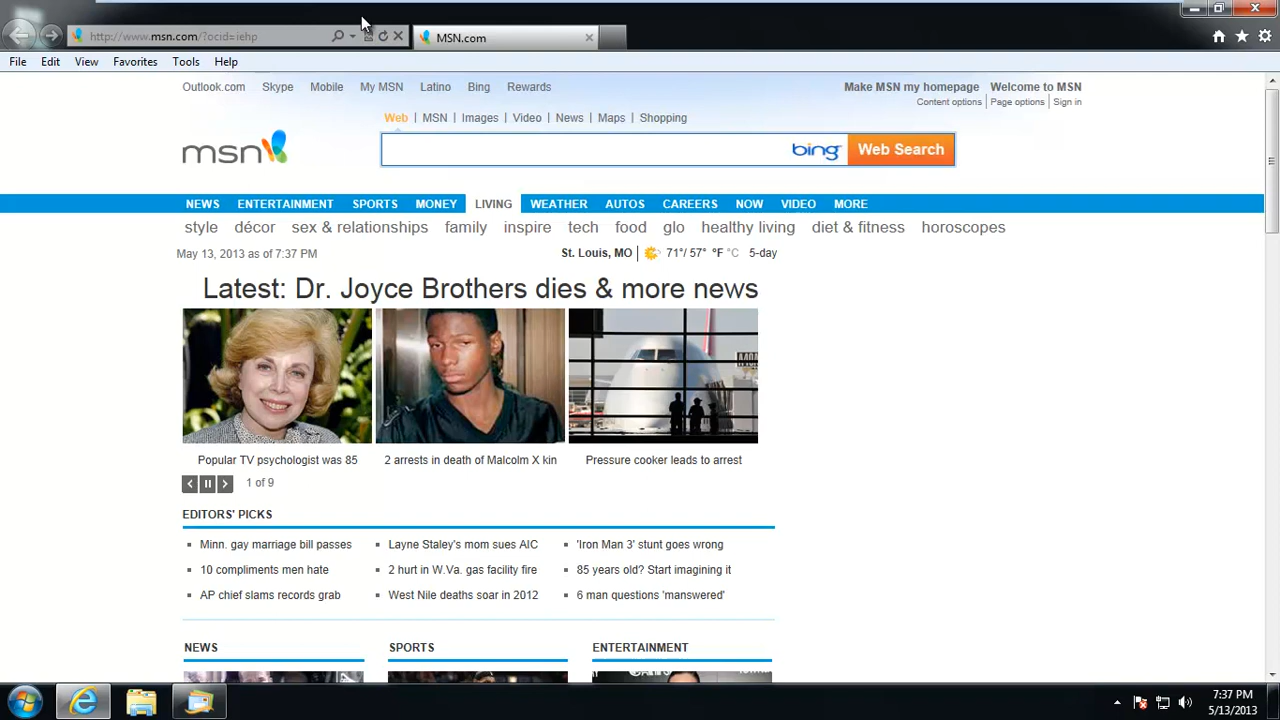 http://www.msn.com/?ocid=iehp
MSN.com
File Edit View Favorites Tools Help
Outlook.com Skype Mobile My MSN Latino Bing Rewards
Make MSN my homepage Welcome to MSN
Content options | Page options | Sign in
Web | MSN | Images | Video | News | Maps | Shopping
msn
bing Web Search
NEWS ENTERTAINMENT SPORTS MONEY LIVING WEATHER AUTOS CAREERS NOW VIDEO MORE
style décor sex & relationships family inspire tech food glo healthy living diet & fitness horoscopes
May 13, 2013 as of 7:37 PM
St. Louis, MO | 71°/ 57° °F °C 5-day
Latest: Dr. Joyce Brothers dies & more news
Popular TV psychologist was 85
2 arrests in death of Malcolm X kin
Pressure cooker leads to arrest
1 of 9
EDITORS' PICKS
Minn. gay marriage bill passes
Layne Staley's mom sues AIC
'Iron Man 3' stunt goes wrong
10 compliments men hate
2 hurt in W.Va. gas facility fire
85 years old? Start imagining it
AP chief slams records grab
West Nile deaths soar in 2012
6 man questions 'manswered'
NEWS
SPORTS
ENTERTAINMENT
7:37 PM
5/13/2013